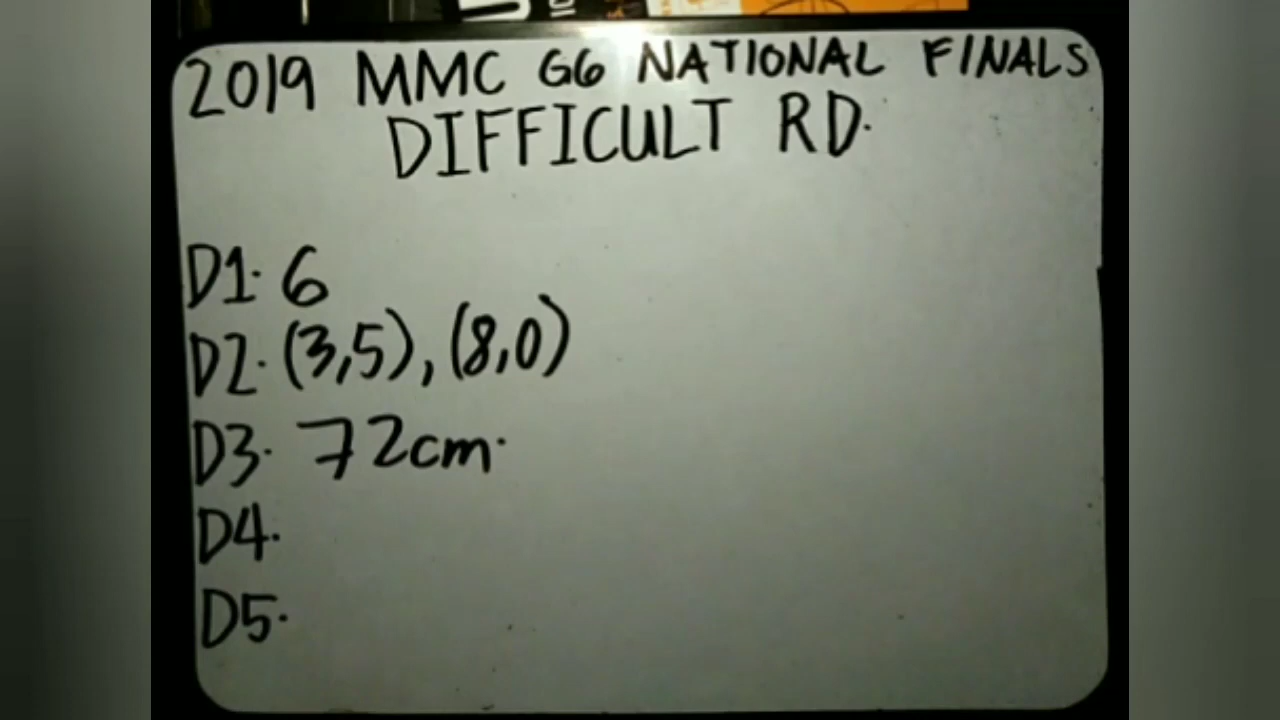 2019 MMC G6 NATIONAL FINALS
DIFFICULT RD.
D1. 6
D2. (3,5), (8,0)
D3. 72cm.
D4.
D5.